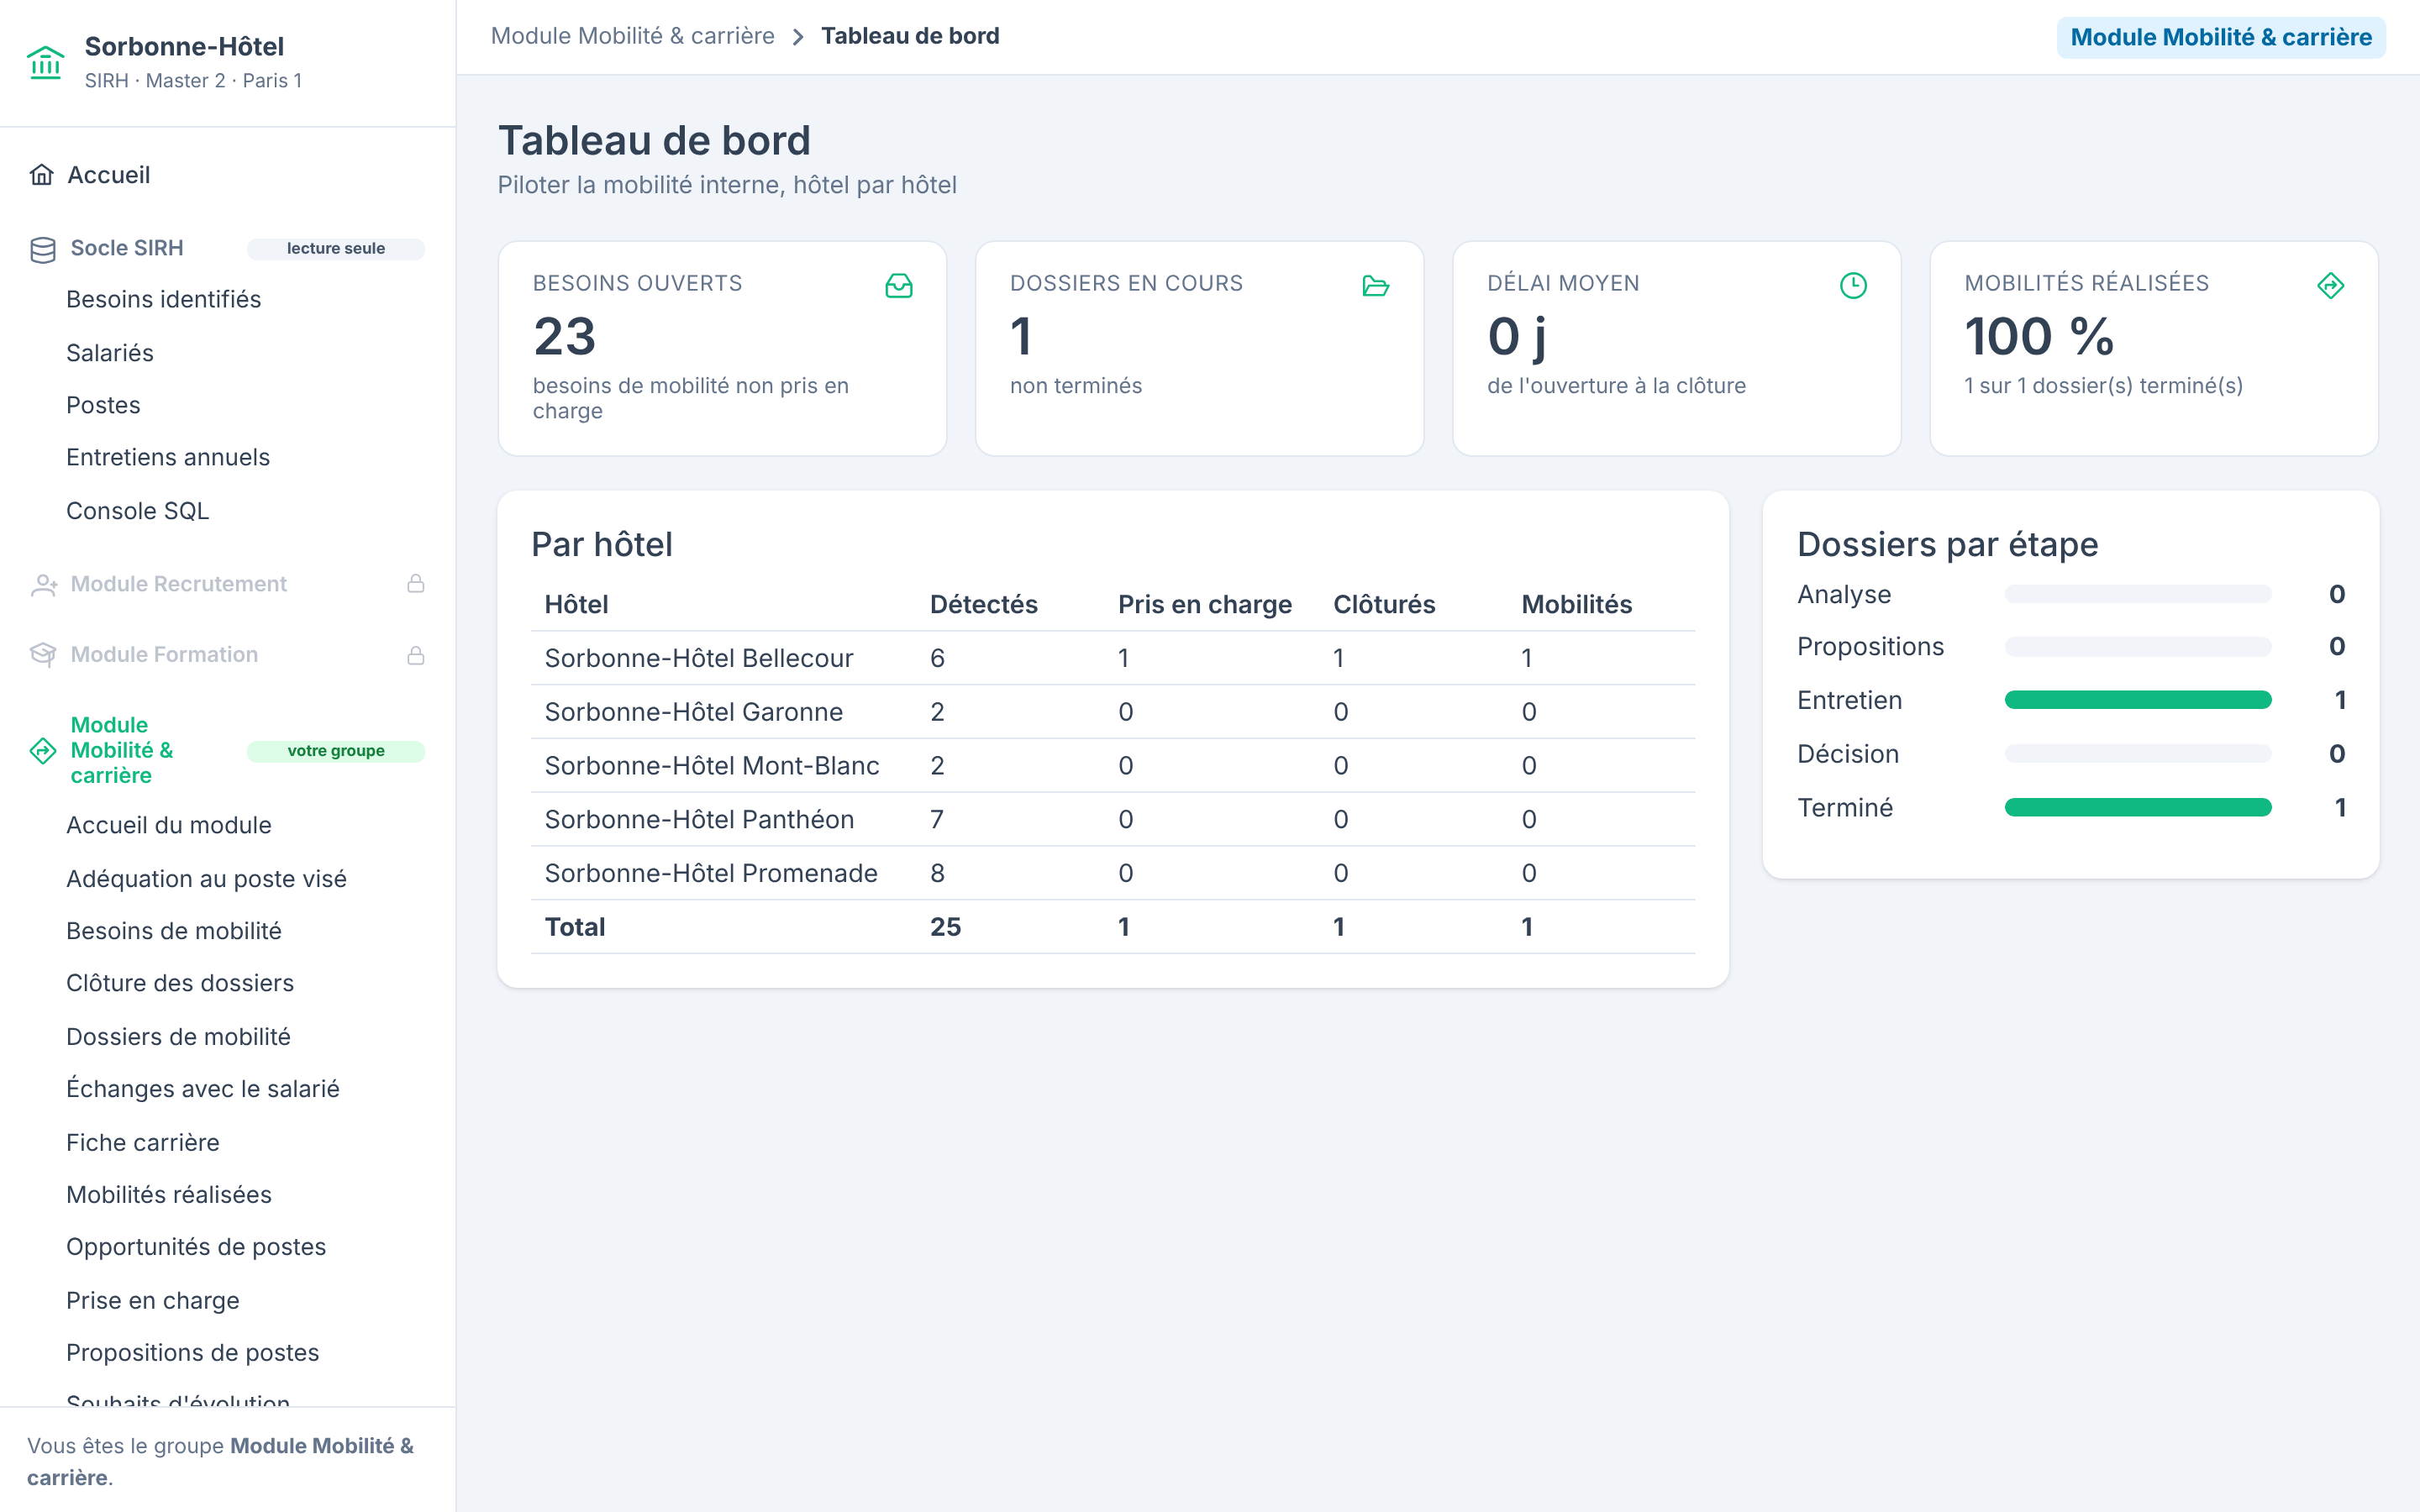 Sorbonne-Hôtel
SIRH · Master 2 · Paris 1
Accueil
Socle SIRH
lecture seule
Besoins identifiés
Salariés
Postes
Entretiens annuels
Console SQL
Module Recrutement
Module Formation
Module
Mobilité &
carrière
votre groupe
Accueil du module
Adéquation au poste visé
Besoins de mobilité
Clôture des dossiers
Dossiers de mobilité
Échanges avec le salarié
Fiche carrière
Mobilités réalisées
Opportunités de postes
Prise en charge
Propositions de postes
Souhaits d'évolution
Vous êtes le groupe Module Mobilité &
carrière.
Module Mobilité & carrière > Tableau de bord
Module Mobilité & carrière
Tableau de bord
Piloter la mobilité interne, hôtel par hôtel
BESOINS OUVERTS
23
besoins de mobilité non pris en
charge
DOSSIERS EN COURS
1
non terminés
DÉLAI MOYEN
0 j
de l'ouverture à la clôture
MOBILITÉS RÉALISÉES
100 %
1 sur 1 dossier(s) terminé(s)
Par hôtel
Hôtel Détectés Pris en charge Clôturés Mobilités
Sorbonne-Hôtel Bellecour 6 1 1 1
Sorbonne-Hôtel Garonne 2 0 0 0
Sorbonne-Hôtel Mont-Blanc 2 0 0 0
Sorbonne-Hôtel Panthéon 7 0 0 0
Sorbonne-Hôtel Promenade 8 0 0 0
Total 25 1 1 1
Dossiers par étape
Analyse 0
Propositions 0
Entretien 1
Décision 0
Terminé 1